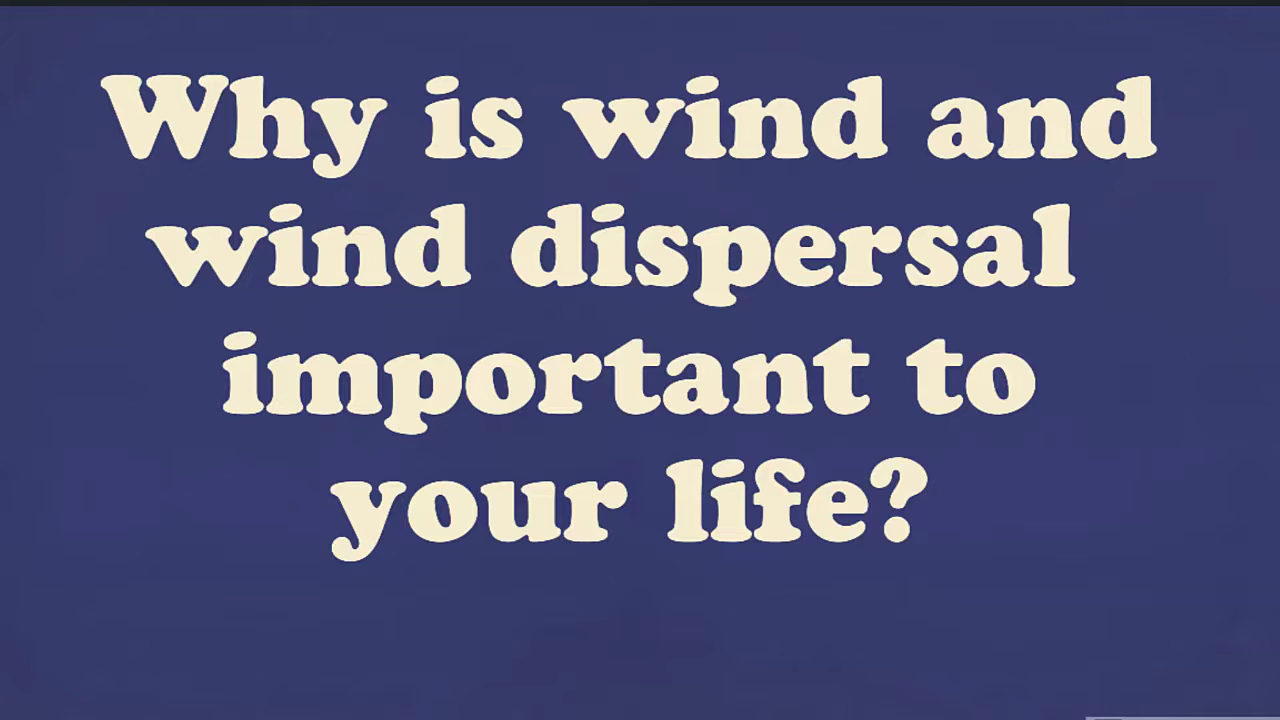 Why is wind and
wind dispersal
important to
your life?